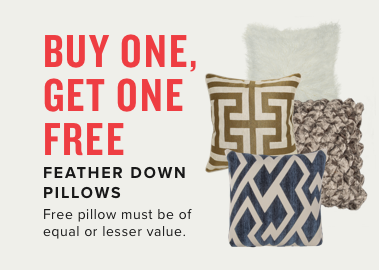 BUY ONE,
GET ONE
FREE
FEATHER DOWN
PILLOWS
Free pillow must be of
equal or lesser value.